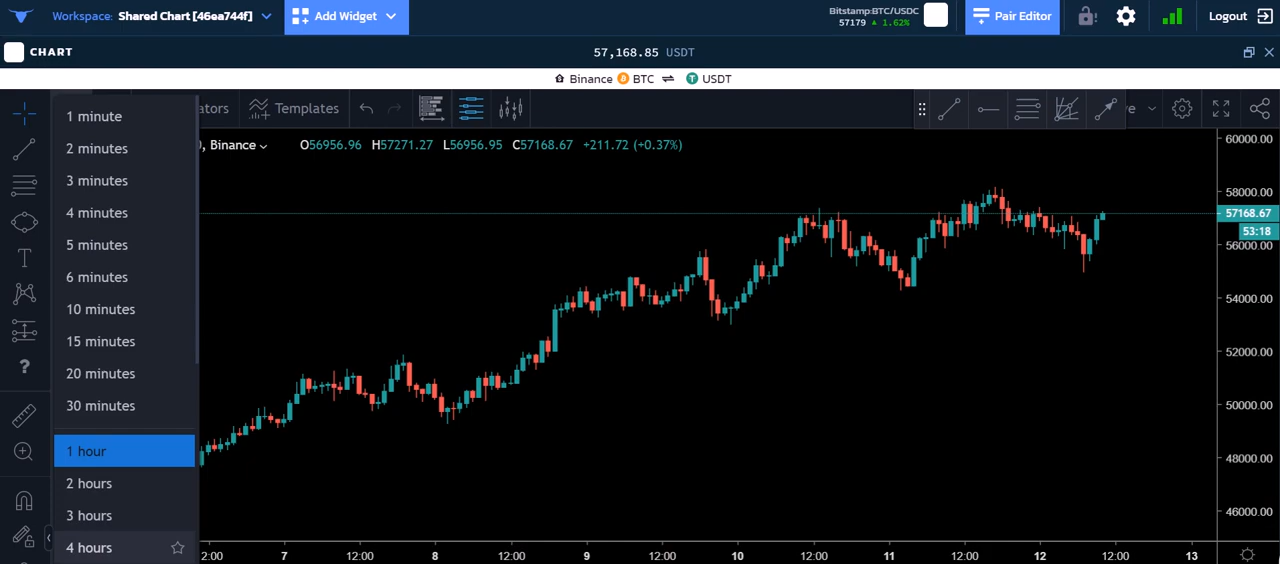 Workspace: Shared Chart [46ea744f]
Add Widget
Bitstamp:BTC/USDC
57179 ▲ 1.62%
Pair Editor
Logout
CHART
57,168.85 USDT
Binance BTC ⇌ USDT
ators
Templates
e
, Binance
O56956.96 H57271.27 L56956.95 C57168.67 +211.72 (+0.37%)
1 minute
2 minutes
3 minutes
4 minutes
5 minutes
6 minutes
10 minutes
15 minutes
20 minutes
30 minutes
1 hour
2 hours
3 hours
4 hours
T
?
60000.00
58000.00
57168.67
53:18
56000.00
54000.00
52000.00
50000.00
48000.00
46000.00
2:00 7 12:00 8 12:00 9 12:00 10 12:00 11 12:00 12 12:00 13